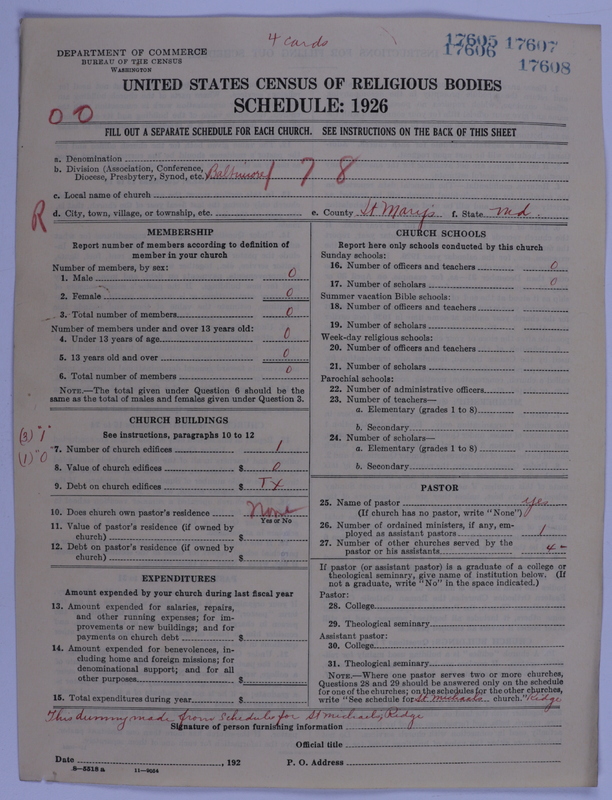 4 cards
17605 17607
17606
17608
DEPARTMENT OF COMMERCE
BUREAU OF THE CENSUS
WASHINGTON
UNITED STATES CENSUS OF RELIGIOUS BODIES
SCHEDULE: 1926
00
FILL OUT A SEPARATE SCHEDULE FOR EACH CHURCH. SEE INSTRUCTIONS ON THE BACK OF THIS SHEET
a. Denomination
b. Division (Association, Conference, Diocese, Presbytery, Synod, etc.) Baltimore / 7 8
c. Local name of church
R
d. City, town, village, or township, etc. e. County St Mary's f. State Md.
MEMBERSHIP
Report number of members according to definition of
member in your church
Number of members, by sex:
1. Male 0
2. Female 0
3. Total number of members 0
Number of members under and over 13 years old:
4. Under 13 years of age 0
5. 13 years old and over 0
6. Total number of members 0
NOTE.—The total given under Question 6 should be the
same as the total of males and females given under Question 3.
CHURCH BUILDINGS
See instructions, paragraphs 10 to 12
(3) "1"
7. Number of church edifices 1
(1) "0
8. Value of church edifices $ 0
9. Debt on church edifices $ TX
10. Does church own pastor's residence None
Yes or No
11. Value of pastor's residence (if owned by
church) $
12. Debt on pastor's residence (if owned by
church) $
EXPENDITURES
Amount expended by your church during last fiscal year
13. Amount expended for salaries, repairs,
and other running expenses; for im-
provements or new buildings; and for
payments on church debt $
14. Amount expended for benevolences, in-
cluding home and foreign missions; for
denominational support; and for all
other purposes $
15. Total expenditures during year $
CHURCH SCHOOLS
Report here only schools conducted by this church
Sunday schools:
16. Number of officers and teachers 0
17. Number of scholars 0
Summer vacation Bible schools:
18. Number of officers and teachers
19. Number of scholars
Week-day religious schools:
20. Number of officers and teachers
21. Number of scholars
Parochial schools:
22. Number of administrative officers
23. Number of teachers—
a. Elementary (grades 1 to 8)
b. Secondary
24. Number of scholars—
a. Elementary (grades 1 to 8)
b. Secondary
PASTOR
25. Name of pastor yes
(If church has no pastor, write "None")
26. Number of ordained ministers, if any, em-
ployed as assistant pastors 1
27. Number of other churches served by the
pastor or his assistants 4 -
If pastor (or assistant pastor) is a graduate of a college or
theological seminary, give name of institution below. (If
not a graduate, write "No" in the space indicated.)
Pastor:
28. College
29. Theological seminary
Assistant pastor:
30. College
31. Theological seminary
NOTE.—Where one pastor serves two or more churches,
Questions 28 and 29 should be answered only on the schedule
for one of the churches; on the schedules for the other churches,
write "See schedule for St. Michaels church." Ridge
This dummy made from schedule for St Michaels, Ridge
Signature of person furnishing information
Official title
Date , 192 P. O. Address
8—5518 a 11—9064